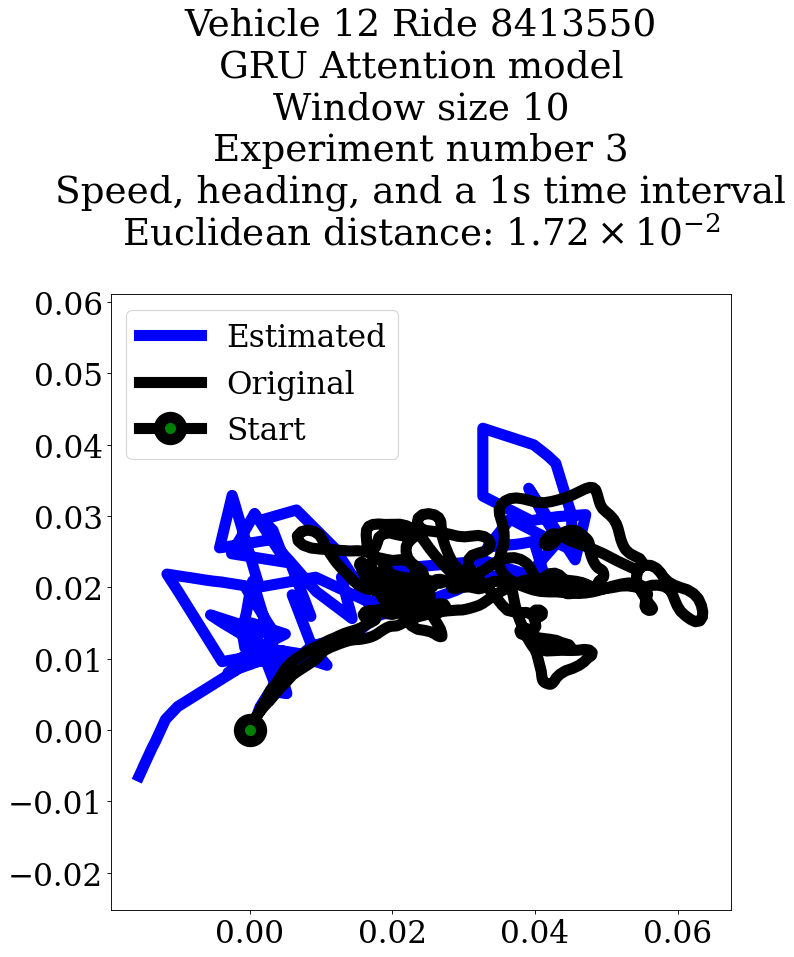 Vehicle 12 Ride 8413550
GRU Attention model
Window size 10
Experiment number 3
Speed, heading, and a 1s time interval
Euclidean distance: 1.72 × 10⁻²
0.06
0.05
0.04
0.03
0.02
0.01
0.00
−0.01
−0.02
Estimated
Original
Start
0.00 0.02 0.04 0.06